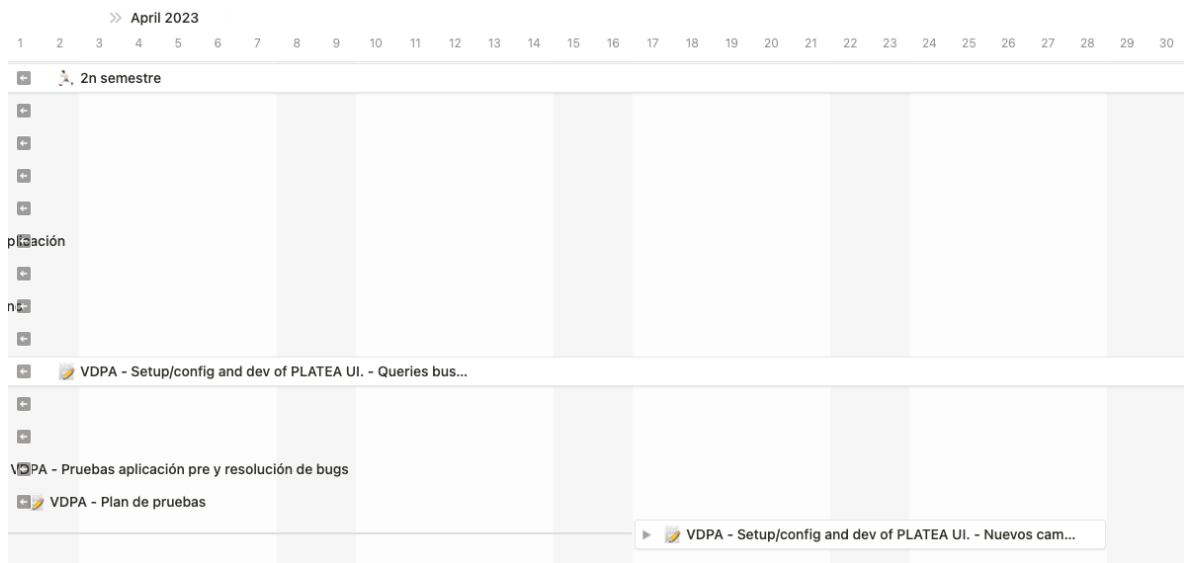 April 2023
1 2 3 4 5 6 7 8 9 10 11 12 13 14 15 16 17 18 19 20 21 22 23 24 25 26 27 28 29 30
2n semestre
VDPA - Setup/config and dev of PLATEA UI. - Queries bus...
VDPA - Pruebas aplicación pre y resolución de bugs
VDPA - Plan de pruebas
VDPA - Setup/config and dev of PLATEA UI. - Nuevos cam...